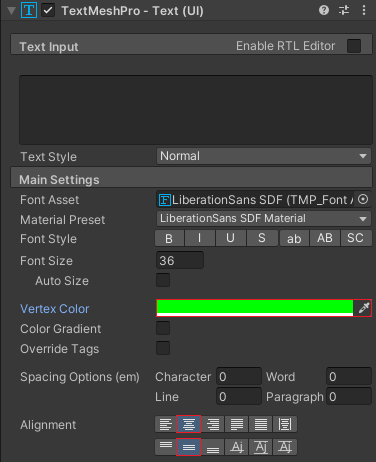 TextMeshPro - Text (UI)
Text Input Enable RTL Editor
Text Style Normal
Main Settings
Font Asset LiberationSans SDF (TMP_Font A
Material Preset LiberationSans SDF Material
Font Style B I U S ab AB SC
Font Size 36
Auto Size
Vertex Color
Color Gradient
Override Tags
Spacing Options (em) Character 0 Word 0
Line 0 Paragraph 0
Alignment